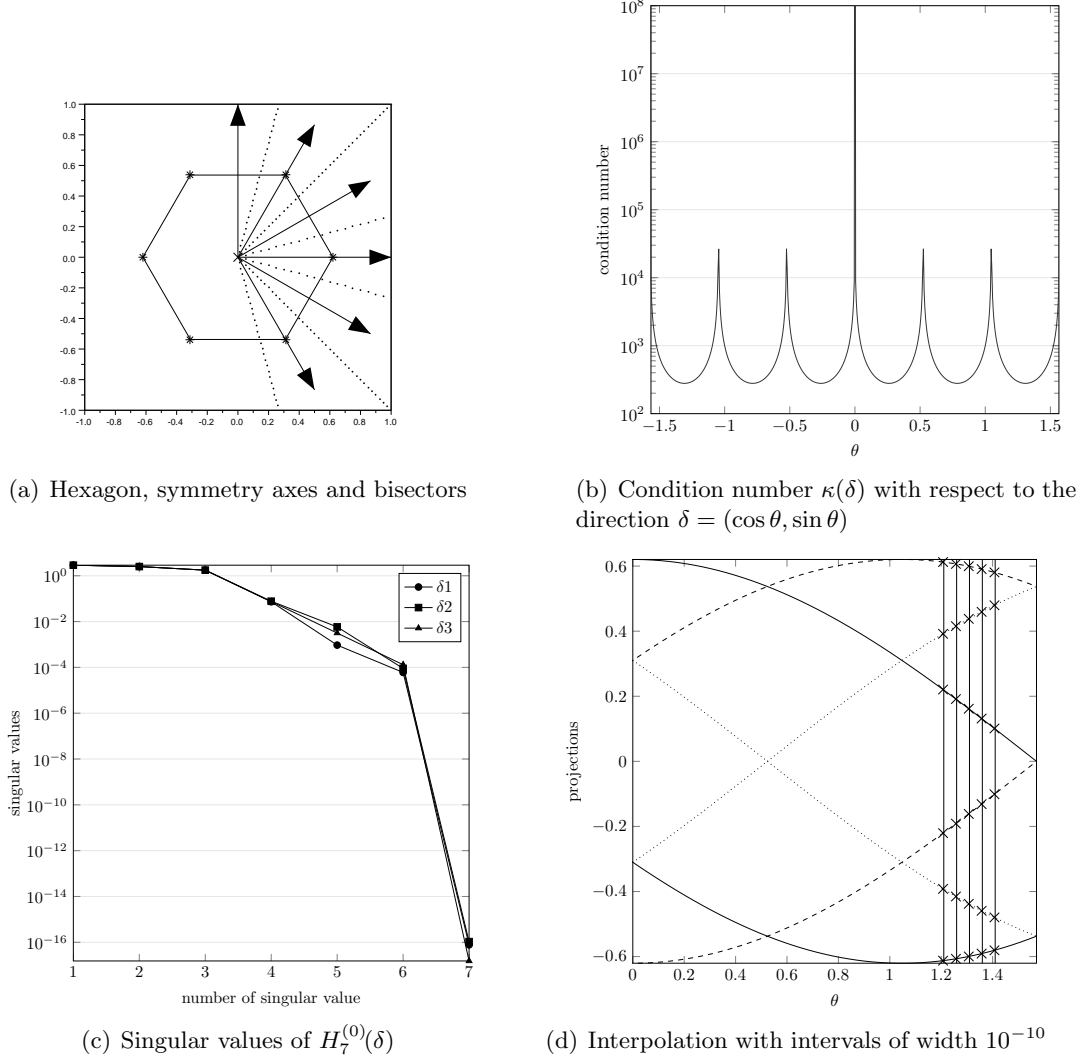 1.0
0.8
0.6
0.4
0.2
0.0
-0.2
-0.4
-0.6
-0.8
-1.0
-1.0 -0.8 -0.6 -0.4 -0.2 0.0 0.2 0.4 0.6 0.8 1.0
(a) Hexagon, symmetry axes and bisectors
condition number
10^8
10^7
10^6
10^5
10^4
10^3
10^2
−1.5 −1 −0.5 0 0.5 1 1.5
θ
(b) Condition number κ(δ) with respect to the
direction δ = (cos θ, sin θ)
singular values
10^0
10^−2
10^−4
10^−6
10^−8
10^−10
10^−12
10^−14
10^−16
δ1
δ2
δ3
1 2 3 4 5 6 7
number of singular value
(c) Singular values of H_7^(0)(δ)
projections
0.6
0.4
0.2
0
−0.2
−0.4
−0.6
0 0.2 0.4 0.6 0.8 1 1.2 1.4
θ
(d) Interpolation with intervals of width 10^−10